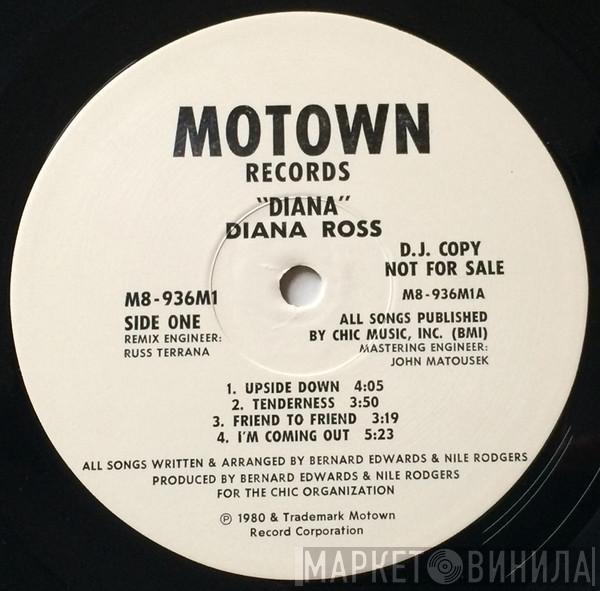 MOTOWN
RECORDS
"DIANA"
DIANA ROSS
D.J. COPY
NOT FOR SALE
M8-936M1
M8-936M1A
SIDE ONE
REMIX ENGINEER:
RUSS TERRANA
ALL SONGS PUBLISHED
BY CHIC MUSIC, INC. (BMI)
MASTERING ENGINEER:
JOHN MATOUSEK
1. UPSIDE DOWN 4:05
2. TENDERNESS 3:50
3. FRIEND TO FRIEND 3:19
4. I'M COMING OUT 5:23
ALL SONGS WRITTEN & ARRANGED BY BERNARD EDWARDS & NILE RODGERS
PRODUCED BY BERNARD EDWARDS & NILE RODGERS
FOR THE CHIC ORGANIZATION
℗ 1980 & Trademark Motown
Record Corporation
МАРКЕТ ВИНИЛА